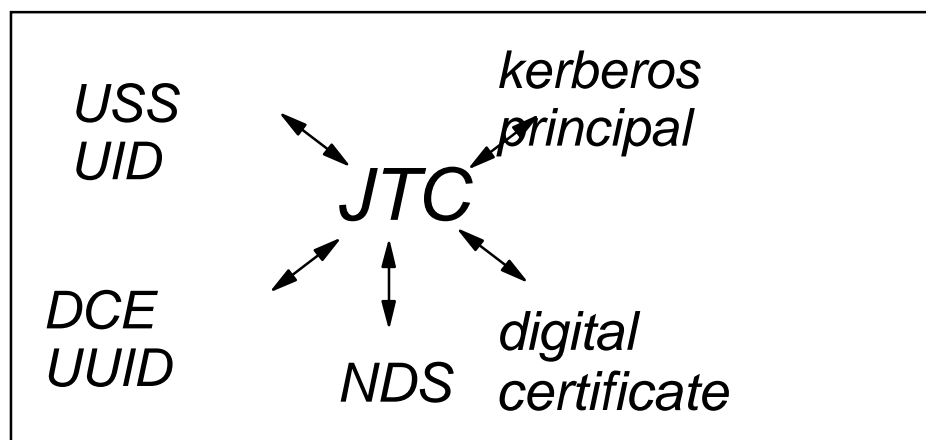 USS
UID
kerberos
principal
JTC
DCE
UUID
NDS
digital
certificate